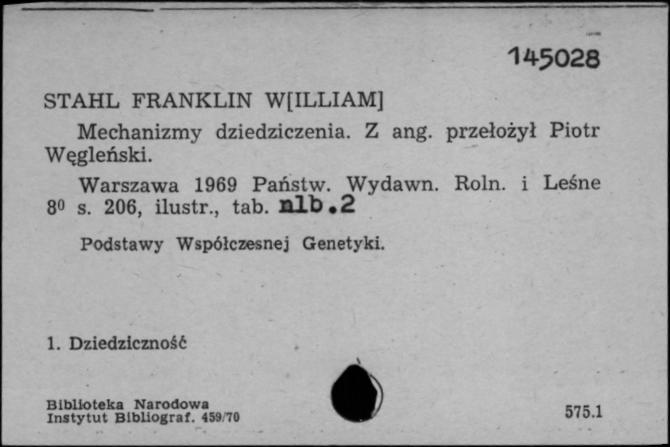 145028
STAHL FRANKLIN W[ILLIAM]
Mechanizmy dziedziczenia. Z ang. przełożył Piotr
Węgleński.
Warszawa 1969 Państw. Wydawn. Roln. i Leśne
8⁰ s. 206, ilustr., tab. nlb.2
Podstawy Współczesnej Genetyki.
1. Dziedziczność
Biblioteka Narodowa
Instytut Bibliograf. 459/70
575.1